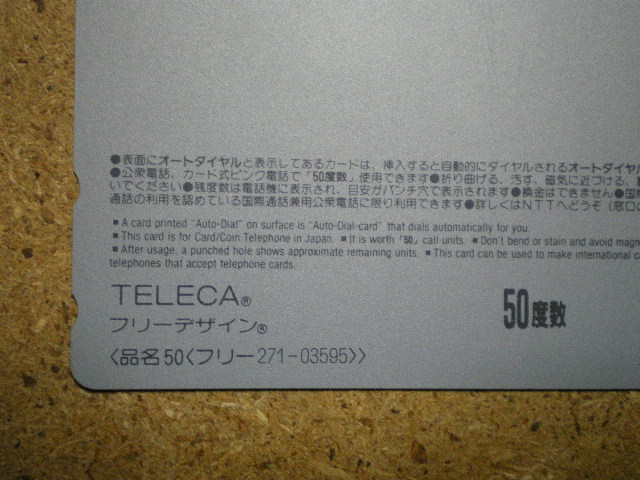 ●表面にオートダイヤルと表示してあるカードは、挿入すると自動的にダイヤルされるオートダイヤル
●公衆電話、カード式ピンク電話で「50度数」使用できます●折り曲げる、汚す、磁気に近づける、
いてください●残度数は電話機に表示され、目安がパンチ穴で表示されます●換金はできません●国
通話の利用を認めている国際通話兼用公衆電話に限り利用できます●詳しくはNTTへどうぞ(窓口
■ A card printed "Auto-Dial" on surface is "Auto-Dial-card" that dials automatically for you.
■ This card is for Card/Coin Telephone in Japan. ■ It is worth「50」call units. ■ Don't bend or stain and avoid magn
■ After usage, a punched hole shows approximate remaining units. ■ This card can be used to make international ca
telephones that accept telephone cards.
TELECA®
フリーデザイン®
50度数
〈品名50〈フリー271-03595〉〉